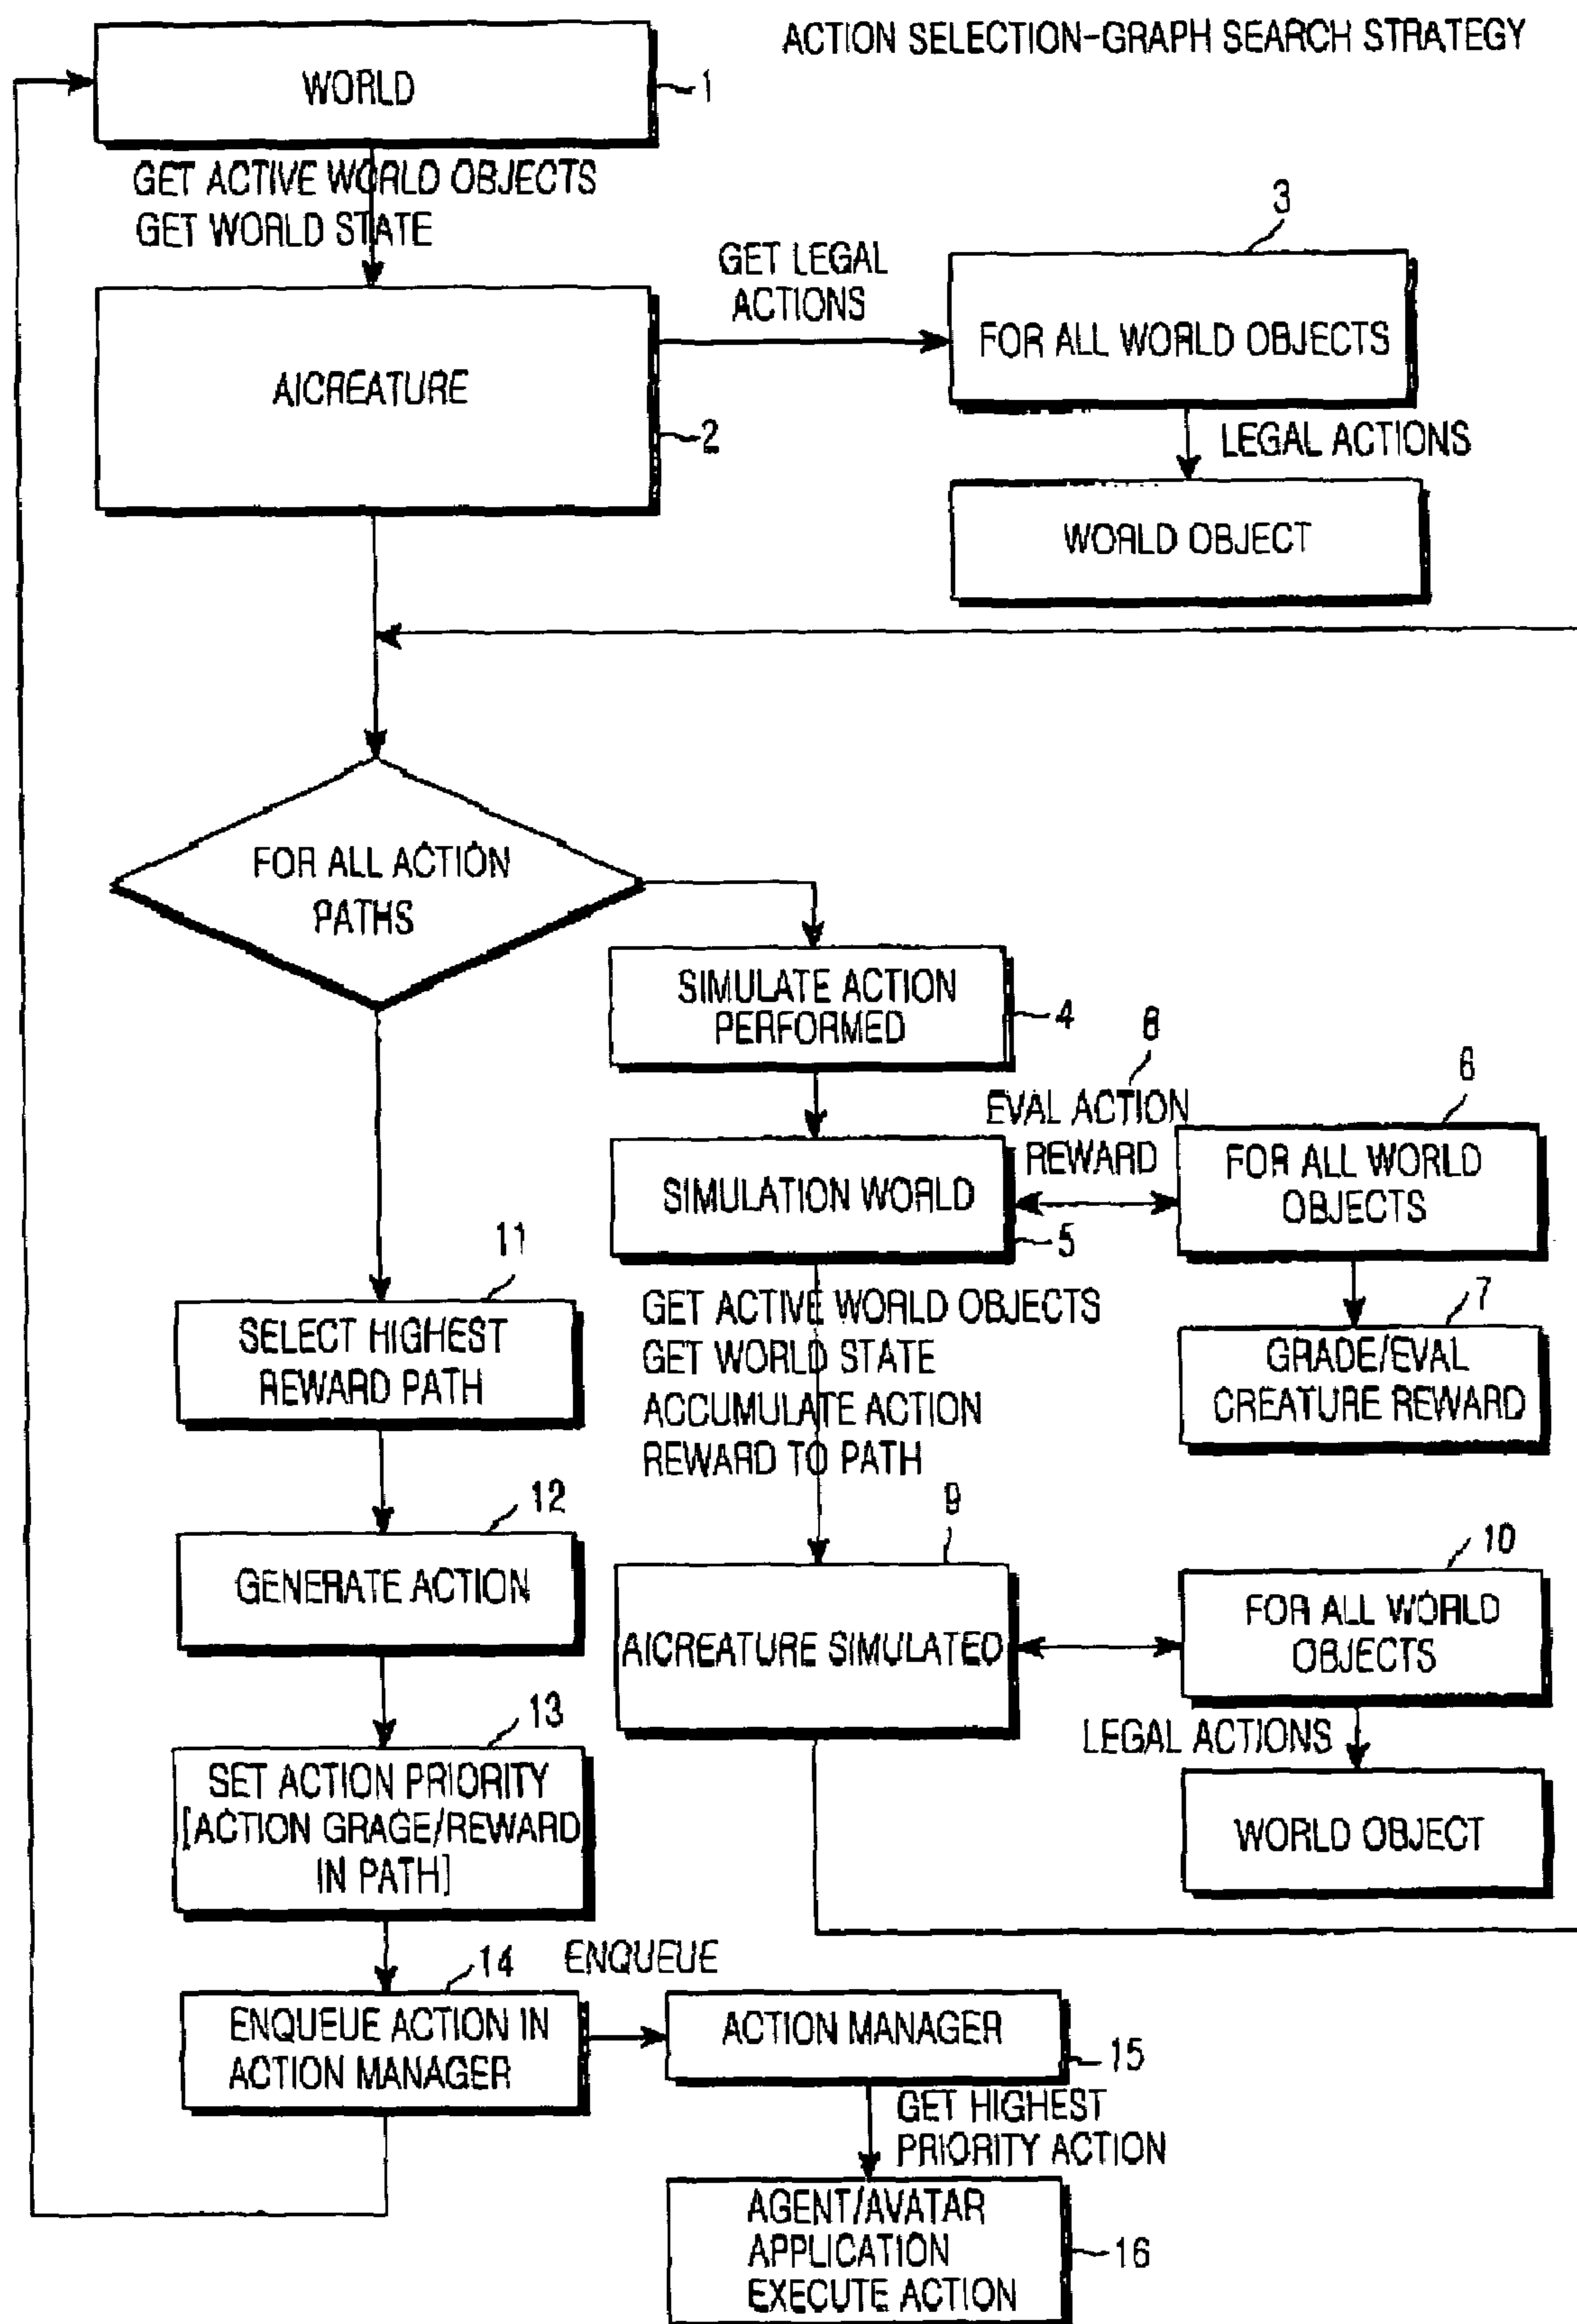 ACTION SELECTION-GRAPH SEARCH STRATEGY
WORLD
1
GET ACTIVE WORLD OBJECTS
GET WORLD STATE
3
GET LEGAL
ACTIONS
FOR ALL WORLD OBJECTS
AICREATURE
2
LEGAL ACTIONS
WORLD OBJECT
FOR ALL ACTION
PATHS
SIMULATE ACTION
PERFORMED
4
8
EVAL ACTION
REWARD
6
FOR ALL WORLD
OBJECTS
SIMULATION WORLD
5
11
SELECT HIGHEST
REWARD PATH
GET ACTIVE WORLD OBJECTS
GET WORLD STATE
ACCUMULATE ACTION
REWARD TO PATH
7
GRADE/EVAL
CREATURE REWARD
12
GENERATE ACTION
9
AICREATURE SIMULATED
10
FOR ALL WORLD
OBJECTS
13
SET ACTION PRIORITY
[ACTION GRAGE/REWARD
IN PATH]
LEGAL ACTIONS
WORLD OBJECT
14
ENQUEUE
ENQUEUE ACTION IN
ACTION MANAGER
ACTION MANAGER
15
GET HIGHEST
PRIORITY ACTION
AGENT/AVATAR
APPLICATION
EXECUTE ACTION
16